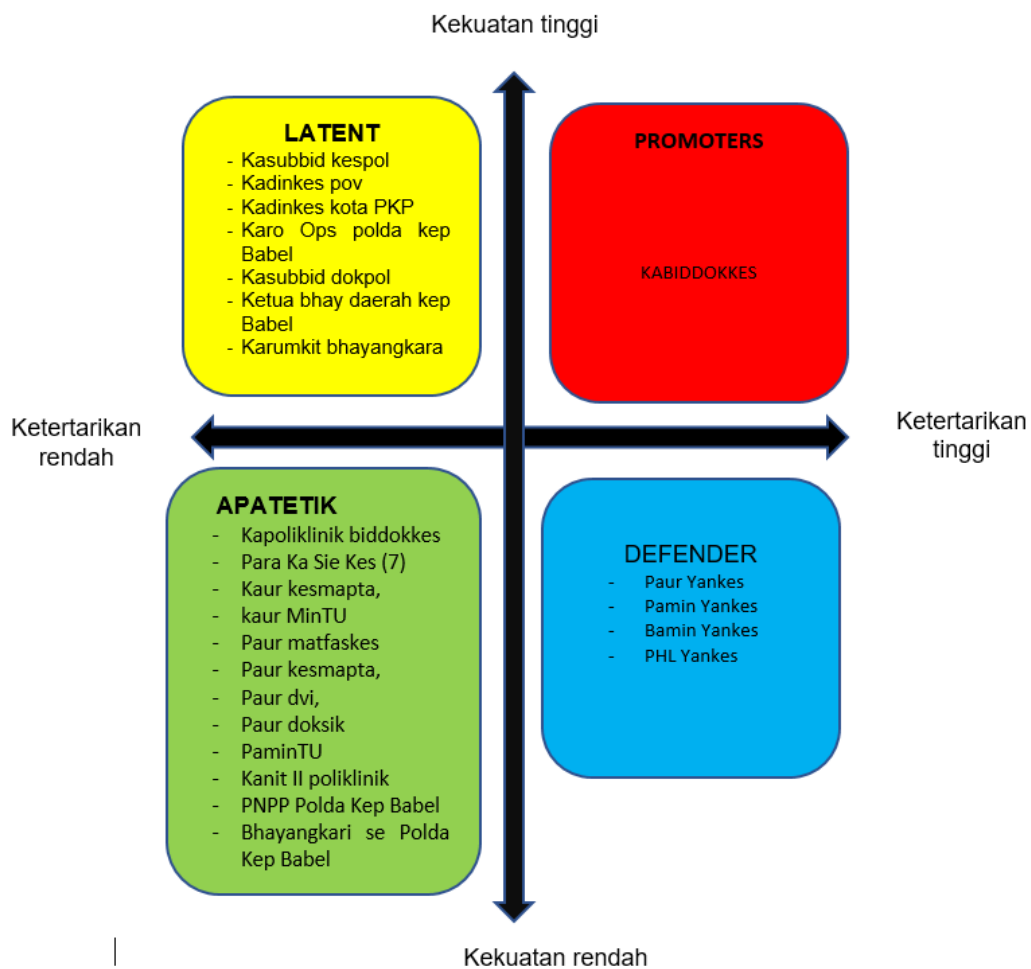 Kekuatan tinggi
LATENT
- Kasubbid kespol
- Kadinkes pov
- Kadinkes kota PKP
- Karo Ops polda kep
Babel
- Kasubbid dokpol
- Ketua bhay daerah kep
Babel
- Karumkit bhayangkara
PROMOTERS
KABIDDOKKES
Ketertarikan
rendah
Ketertarikan
tinggi
APATETIK
- Kapoliklinik biddokkes
- Para Ka Sie Kes (7)
- Kaur kesmapta,
- kaur MinTU
- Paur matfaskes
- Paur kesmapta,
- Paur dvi,
- Paur doksik
- PaminTU
- Kanit II poliklinik
- PNPP Polda Kep Babel
- Bhayangkari se Polda
Kep Babel
DEFENDER
- Paur Yankes
- Pamin Yankes
- Bamin Yankes
- PHL Yankes
Kekuatan rendah